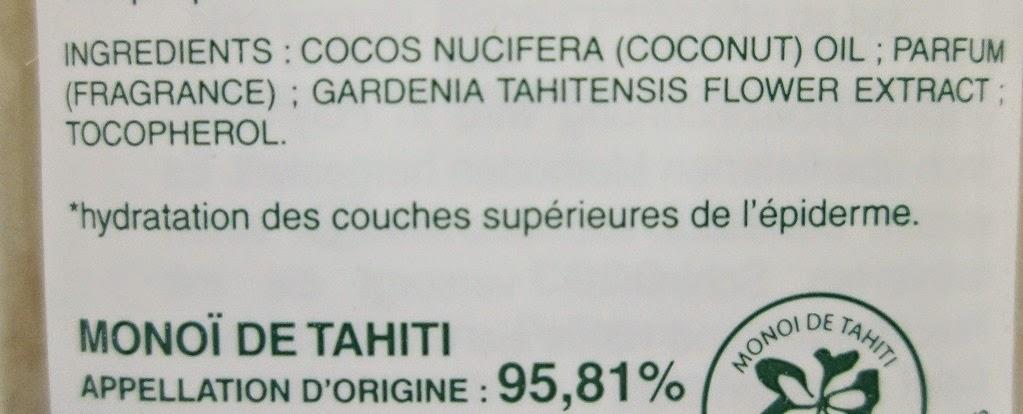 INGREDIENTS : COCOS NUCIFERA (COCONUT) OIL ; PARFUM
(FRAGRANCE) ; GARDENIA TAHITENSIS FLOWER EXTRACT ;
TOCOPHEROL.
*hydratation des couches supérieures de l'épiderme.
MONOÏ DE TAHITI
APPELLATION D'ORIGINE : 95,81%
MONOI DE TAHITI